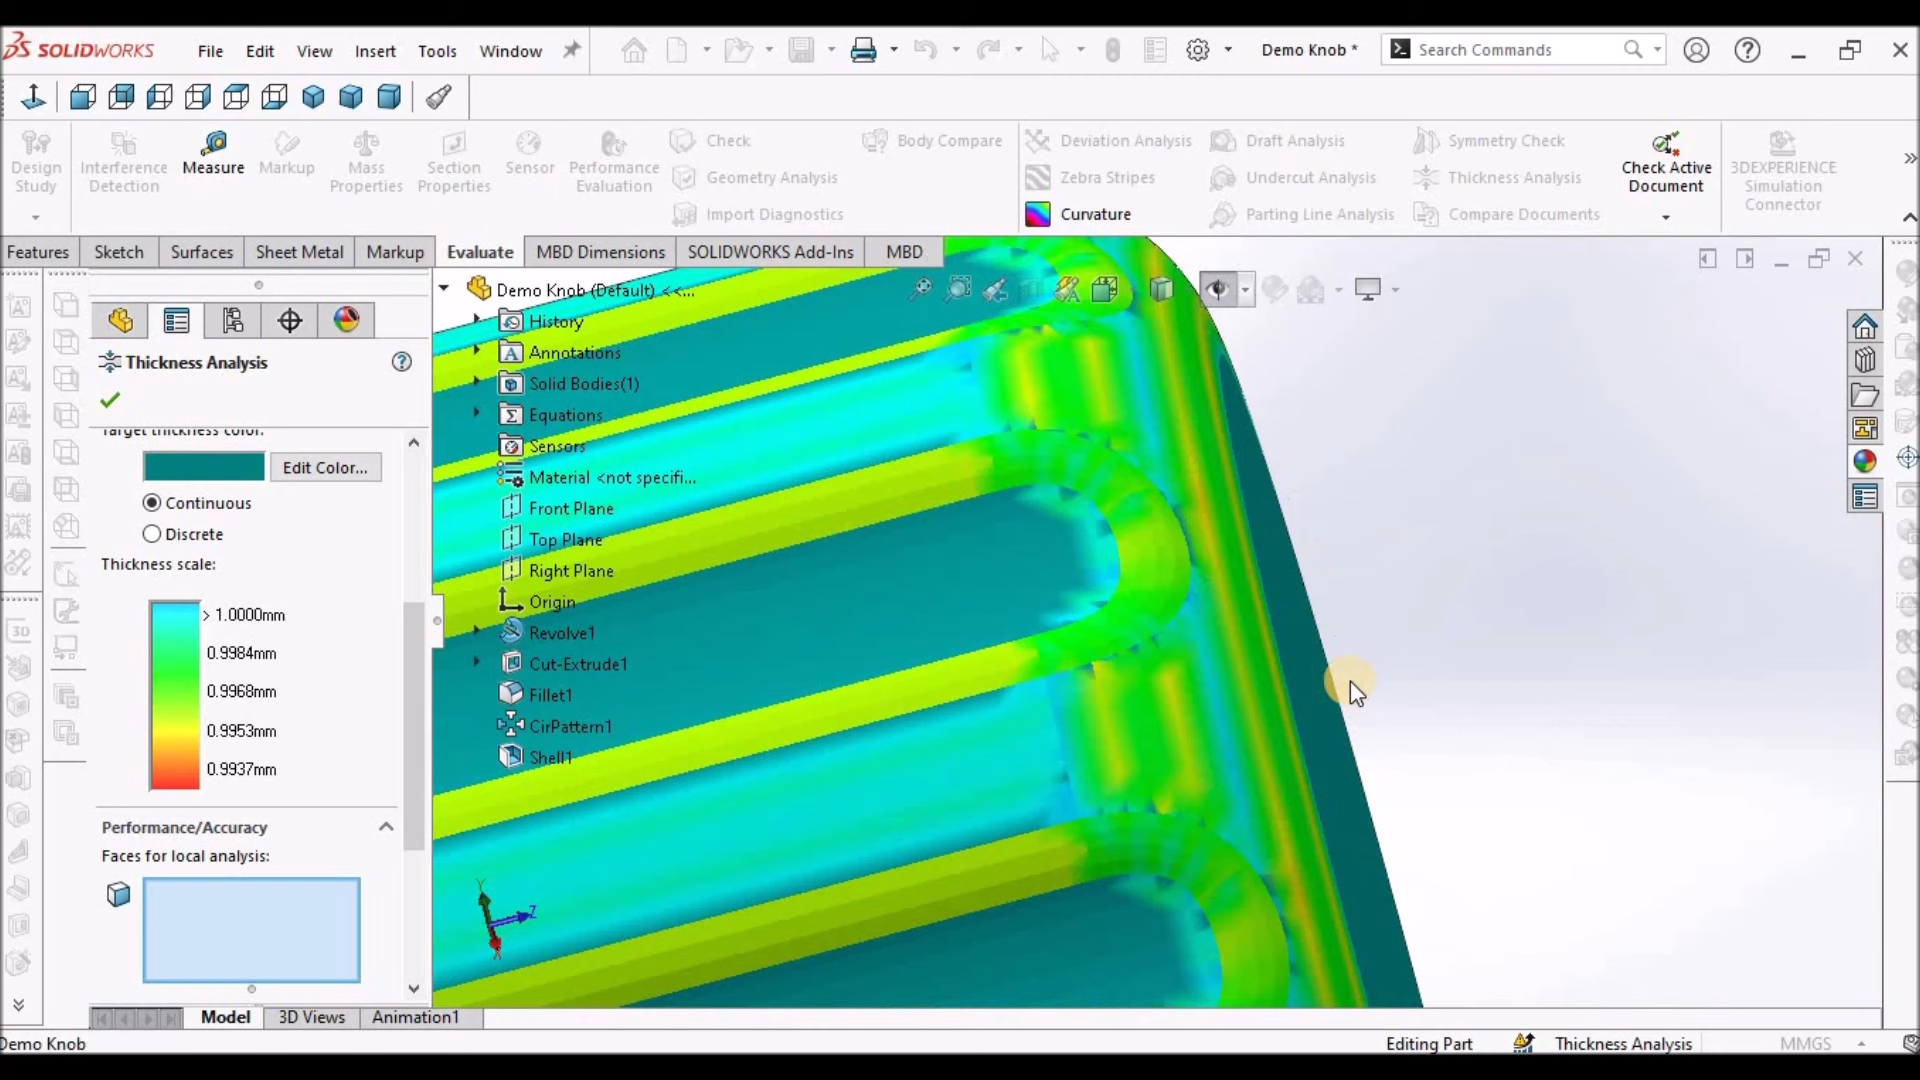 SOLIDWORKS
File Edit View Insert Tools Window
Demo Knob *
Search Commands
Design Study
Interference Detection
Measure
Markup
Mass Properties
Section Properties
Sensor
Performance Evaluation
Check
Geometry Analysis
Import Diagnostics
Body Compare
Deviation Analysis
Zebra Stripes
Curvature
Draft Analysis
Undercut Analysis
Parting Line Analysis
Symmetry Check
Thickness Analysis
Compare Documents
Check Active Document
3DEXPERIENCE Simulation Connector
Features Sketch Surfaces Sheet Metal Markup Evaluate MBD Dimensions SOLIDWORKS Add-Ins MBD
Thickness Analysis
Target thickness color:
Edit Color...
Continuous
Discrete
Thickness scale:
> 1.0000mm
0.9984mm
0.9968mm
0.9953mm
0.9937mm
Performance/Accuracy
Faces for local analysis:
Demo Knob (Default) <<...
History
Annotations
Solid Bodies(1)
Equations
Sensors
Material <not specifi...
Front Plane
Top Plane
Right Plane
Origin
Revolve1
Cut-Extrude1
Fillet1
CirPattern1
Shell1
Y
Z
X
Model 3D Views Animation1
Demo Knob
Editing Part
Thickness Analysis
MMGS